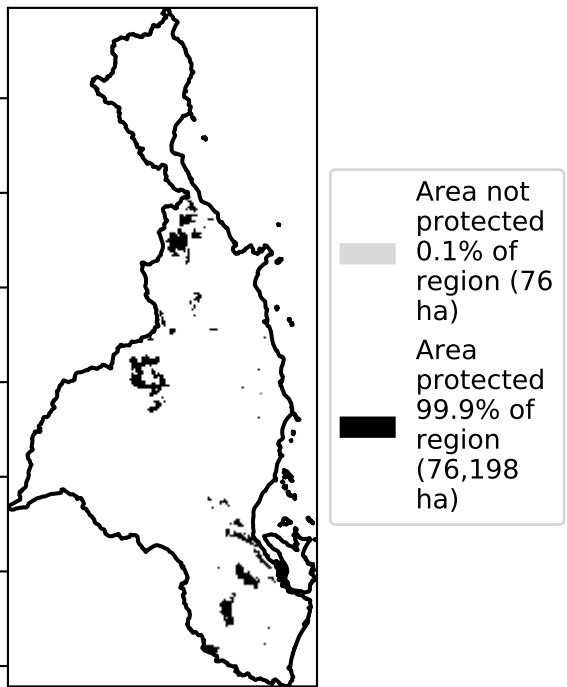 Area not
protected
0.1% of
region (76
ha)
Area
protected
99.9% of
region
(76,198
ha)